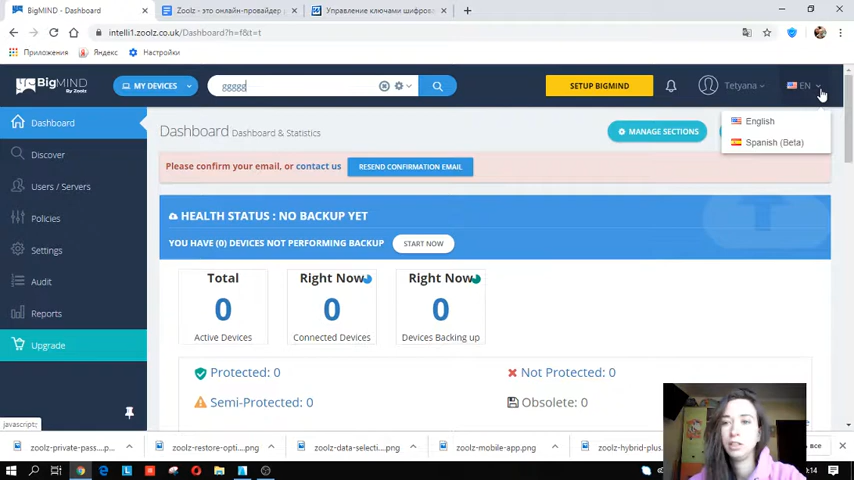 BigMIND - Dashboard
Zoolz - это онлайн-провайдер р
Управление ключами шифров
intelli1.zoolz.co.uk/Dashboard?h=f&t=t
Приложения
Яндекс
Настройки
BigMIND
By Zoolz
MY DEVICES
ggggg
SETUP BIGMIND
Tetyana
EN
English
Spanish (Beta)
Dashboard
Discover
Users / Servers
Policies
Settings
Audit
Reports
Upgrade
Dashboard Dashboard & Statistics
MANAGE SECTIONS
Please confirm your email, or contact us
RESEND CONFIRMATION EMAIL
HEALTH STATUS : NO BACKUP YET
YOU HAVE (0) DEVICES NOT PERFORMING BACKUP
START NOW
Total
0
Active Devices
Right Now
0
Connected Devices
Right Now
0
Devices Backing up
Protected: 0
Not Protected: 0
Semi-Protected: 0
Obsolete: 0
javascript;
zoolz-private-pass....p...
zoolz-restore-opti....png
zoolz-data-selecti....png
zoolz-mobile-app.png
zoolz-hybrid-plus.
все